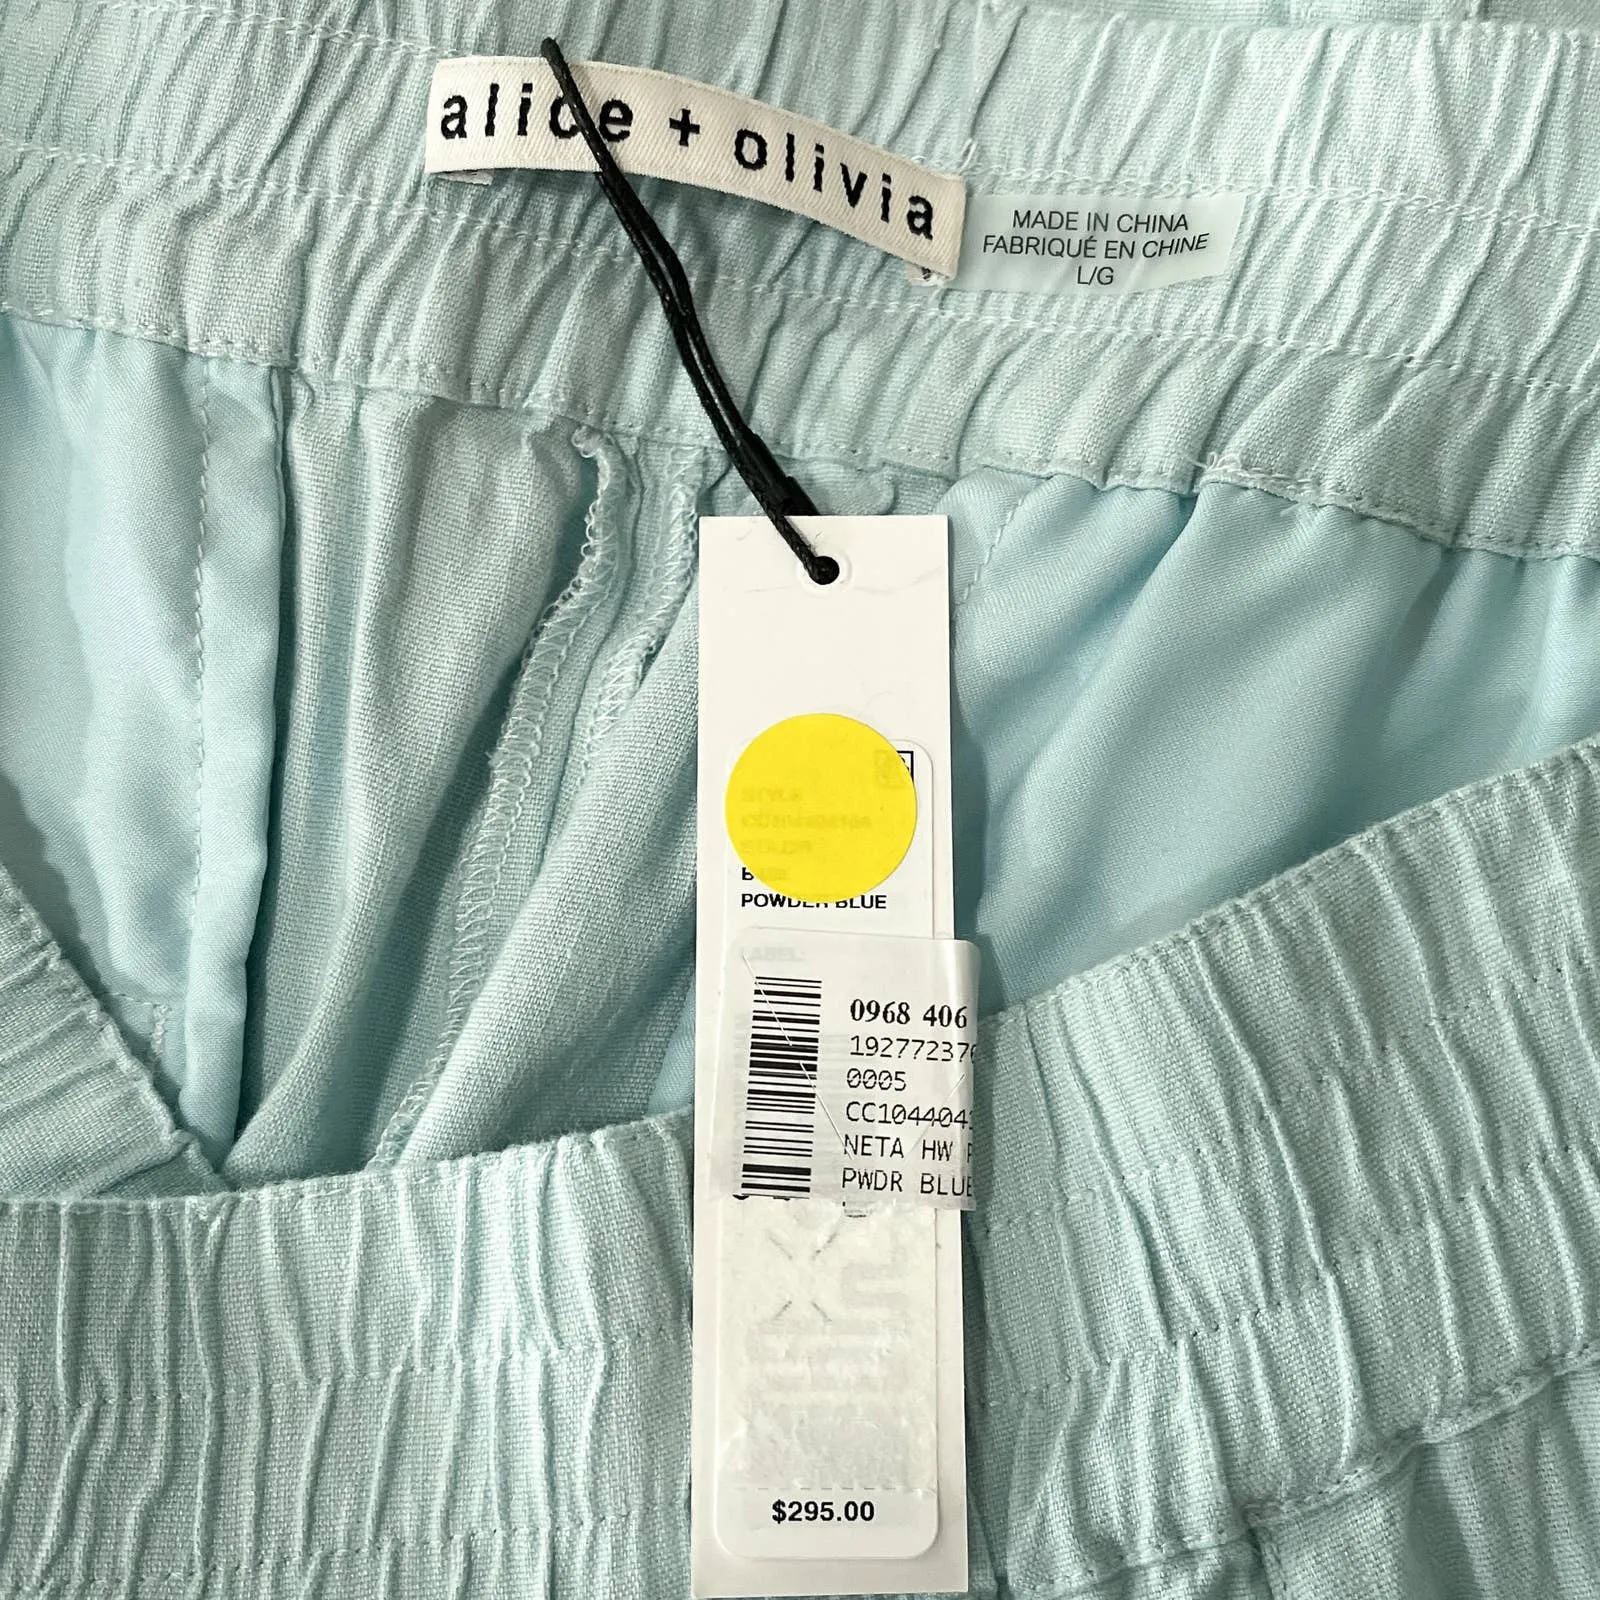 alice + olivia
MADE IN CHINA
FABRIQUÉ EN CHINE
L/G
POWDER BLUE
LABEL:
0968 406
0005
NETA HW
PWDR BLUE
$295.00